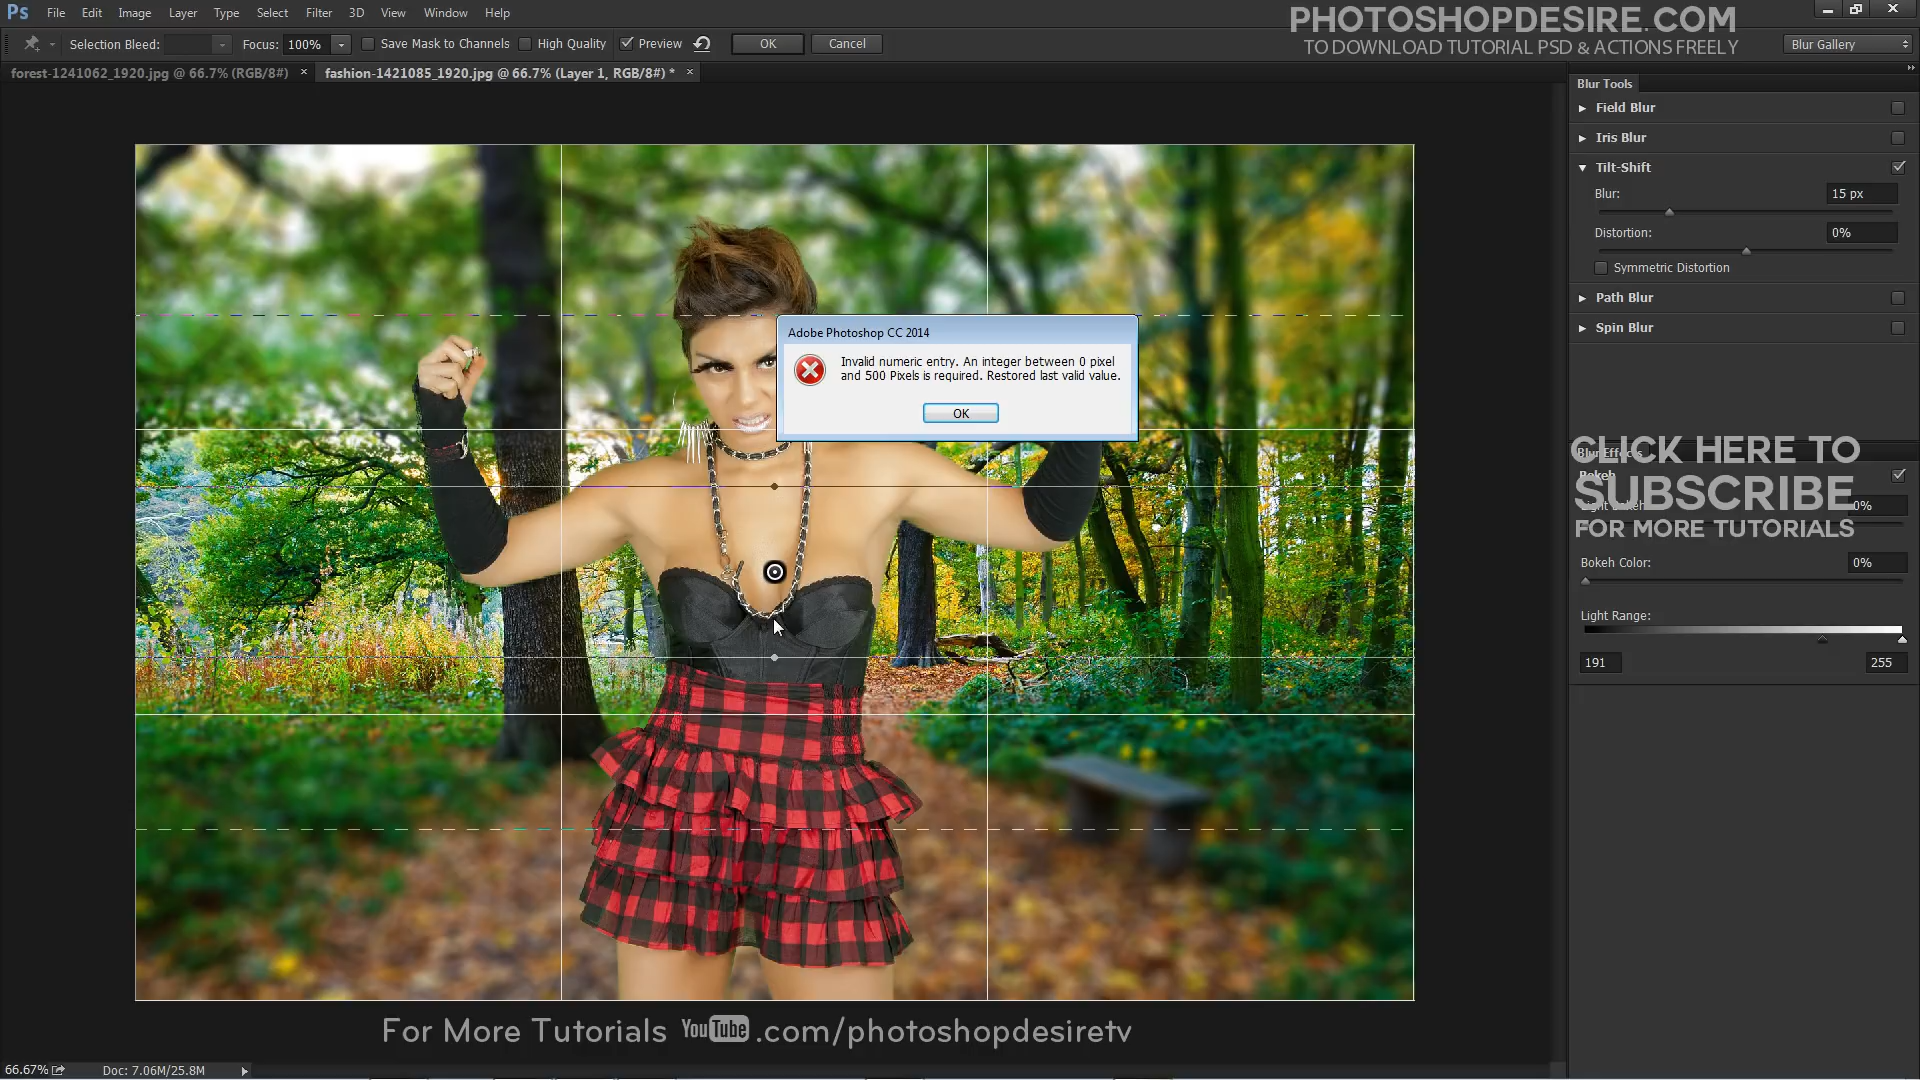 Ps File Edit Image Layer Type Select Filter 3D View Window Help
PHOTOSHOPDESIRE.COM
TO DOWNLOAD TUTORIAL PSD & ACTIONS FREELY
Selection Bleed: Focus: 100% Save Mask to Channels High Quality Preview OK Cancel
Blur Gallery
forest-1241062_1920.jpg @ 66.7% (RGB/8#) × fashion-1421085_1920.jpg @ 66.7% (Layer 1, RGB/8#) * ×
Blur Tools
Field Blur
Iris Blur
Tilt-Shift
Blur: 15 px
Distortion: 0%
Symmetric Distortion
Path Blur
Spin Blur
Adobe Photoshop CC 2014
Invalid numeric entry. An integer between 0 pixel
and 500 Pixels is required. Restored last valid value.
OK
CLICK HERE TO
SUBSCRIBE
FOR MORE TUTORIALS
Blur Effects
Bokeh
Light Bokeh: 0%
Bokeh Color: 0%
Light Range:
191 255
For More Tutorials YouTube.com/photoshopdesiretv
66.67% Doc: 7.06M/25.8M